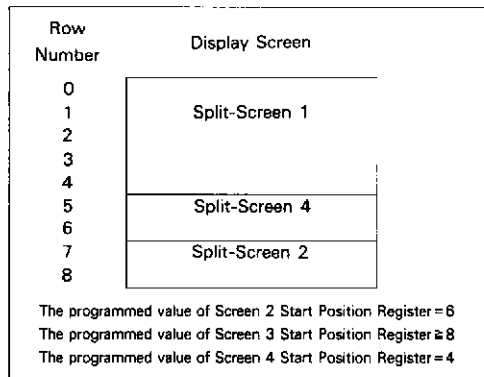 Row
Number
Display Screen
0
1 Split-Screen 1
2
3
4
5 Split-Screen 4
6
7 Split-Screen 2
8
The programmed value of Screen 2 Start Position Register=6
The programmed value of Screen 3 Start Position Register≧8
The programmed value of Screen 4 Start Position Register=4